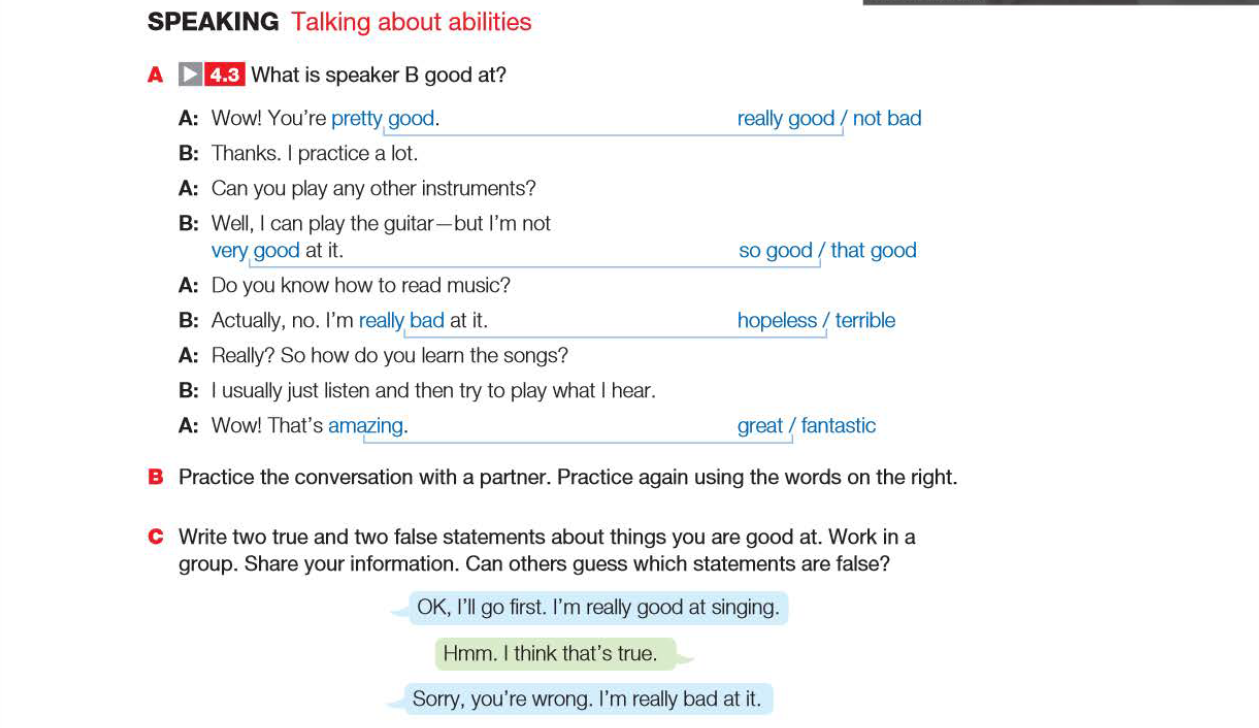 SPEAKING Talking about abilities
A 4.3 What is speaker B good at?
A: Wow! You're pretty good. really good / not bad
B: Thanks. I practice a lot.
A: Can you play any other instruments?
B: Well, I can play the guitar—but I'm not
very good at it. so good / that good
A: Do you know how to read music?
B: Actually, no. I'm really bad at it. hopeless / terrible
A: Really? So how do you learn the songs?
B: I usually just listen and then try to play what I hear.
A: Wow! That's amazing. great / fantastic
B Practice the conversation with a partner. Practice again using the words on the right.
C Write two true and two false statements about things you are good at. Work in a
group. Share your information. Can others guess which statements are false?
OK, I'll go first. I'm really good at singing.
Hmm. I think that's true.
Sorry, you're wrong. I'm really bad at it.